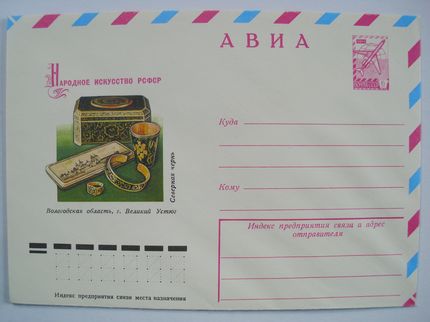 АВИА
Народное искусство РСФСР
Северная чернь
Вологодская область, г. Великий Устюг
Куда
Кому
Индекс предприятия связи и адрес
отправителя
Индекс предприятия связи места назначения